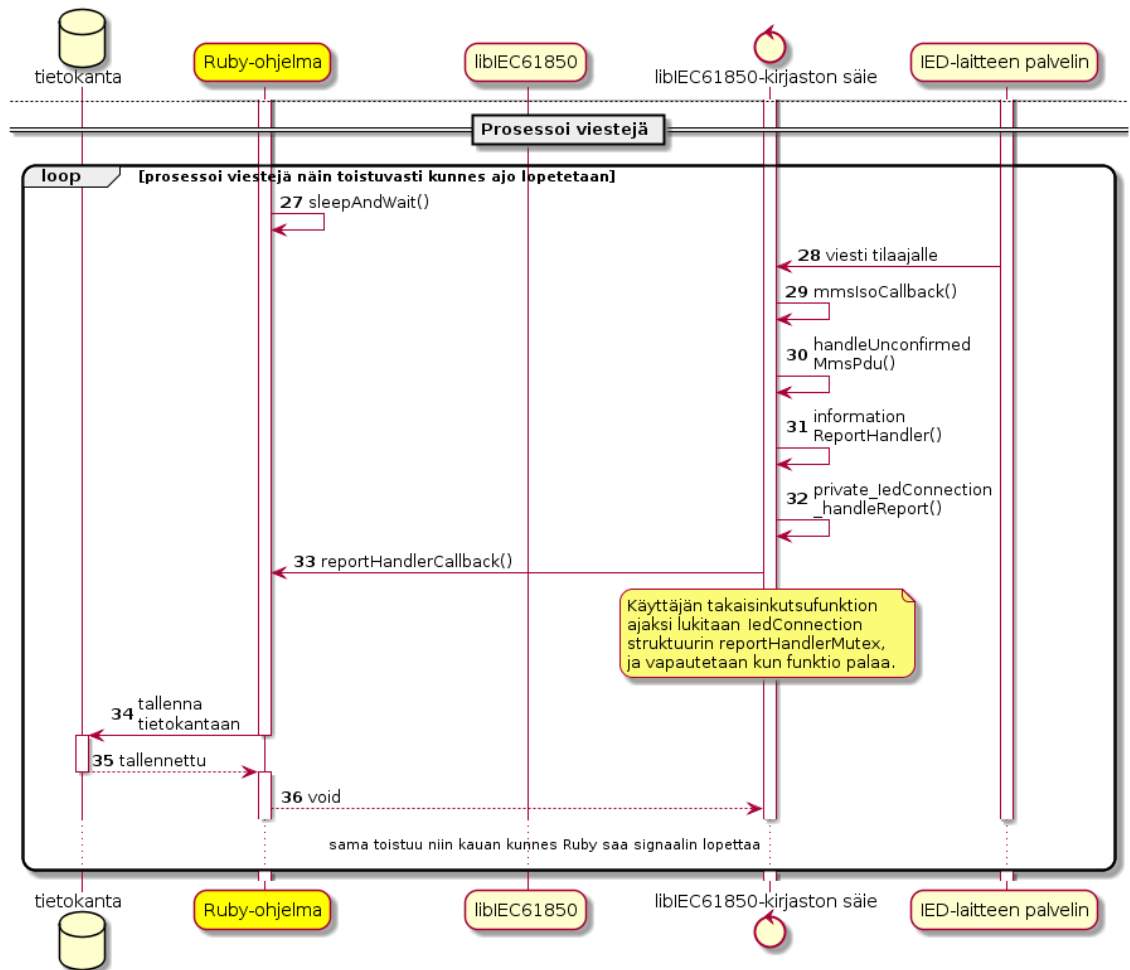 tietokanta
Ruby-ohjelma
libIEC61850
libIEC61850-kirjaston säie
IED-laitteen palvelin
Prosessoi viestejä
loop
[prosessoi viestejä näin toistuvasti kunnes ajo lopetetaan]
27 sleepAndWait()
28 viesti tilaajalle
29 mmsIsoCallback()
30 handleUnconfirmed
MmsPdu()
31 information
ReportHandler()
32 private_IedConnection
_handleReport()
33 reportHandlerCallback()
Käyttäjän takaisinkutsufunktion
ajaksi lukitaan IedConnection
struktuurin reportHandlerMutex,
ja vapautetaan kun funktio palaa.
34 tallenna
tietokantaan
35 tallennettu
36 void
sama toistuu niin kauan kunnes Ruby saa signaalin lopettaa
tietokanta
Ruby-ohjelma
libIEC61850
libIEC61850-kirjaston säie
IED-laitteen palvelin